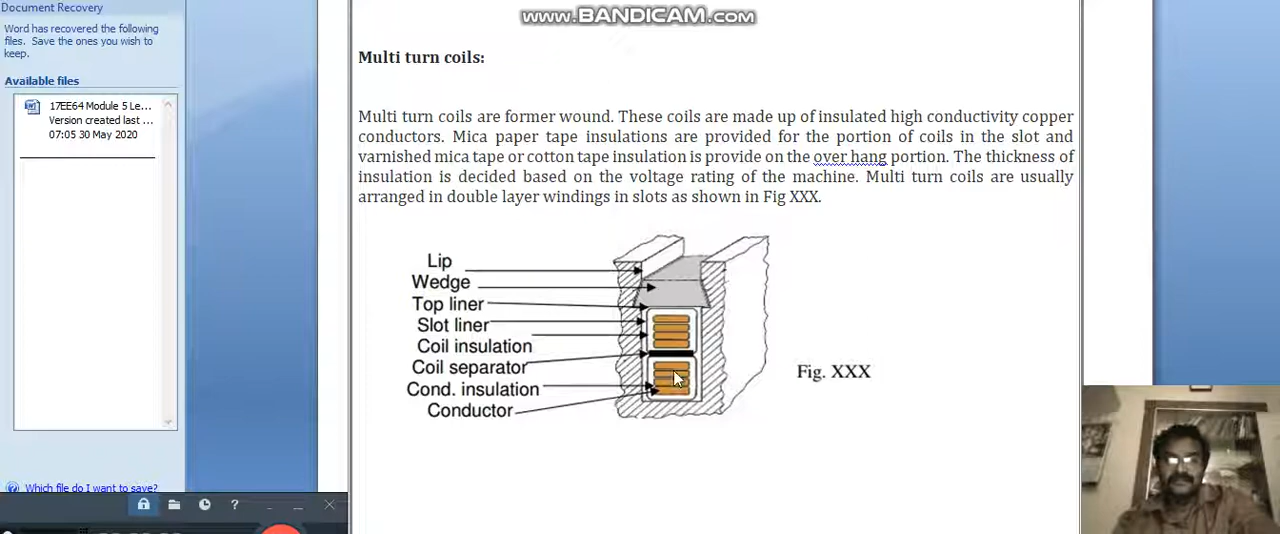 Document Recovery
Word has recovered the following
files. Save the ones you wish to
keep.
Available files
17EE64 Module 5 Le...
Version created last ...
07:05 30 May 2020
Which file do I want to save?
?
www.BANDICAM.com
Multi turn coils:
Multi turn coils are former wound. These coils are made up of insulated high conductivity copper
conductors. Mica paper tape insulations are provided for the portion of coils in the slot and
varnished mica tape or cotton tape insulation is provide on the over hang portion. The thickness of
insulation is decided based on the voltage rating of the machine. Multi turn coils are usually
arranged in double layer windings in slots as shown in Fig XXX.
Lip
Wedge
Top liner
Slot liner
Coil insulation
Coil separator
Cond. insulation
Conductor
Fig. XXX